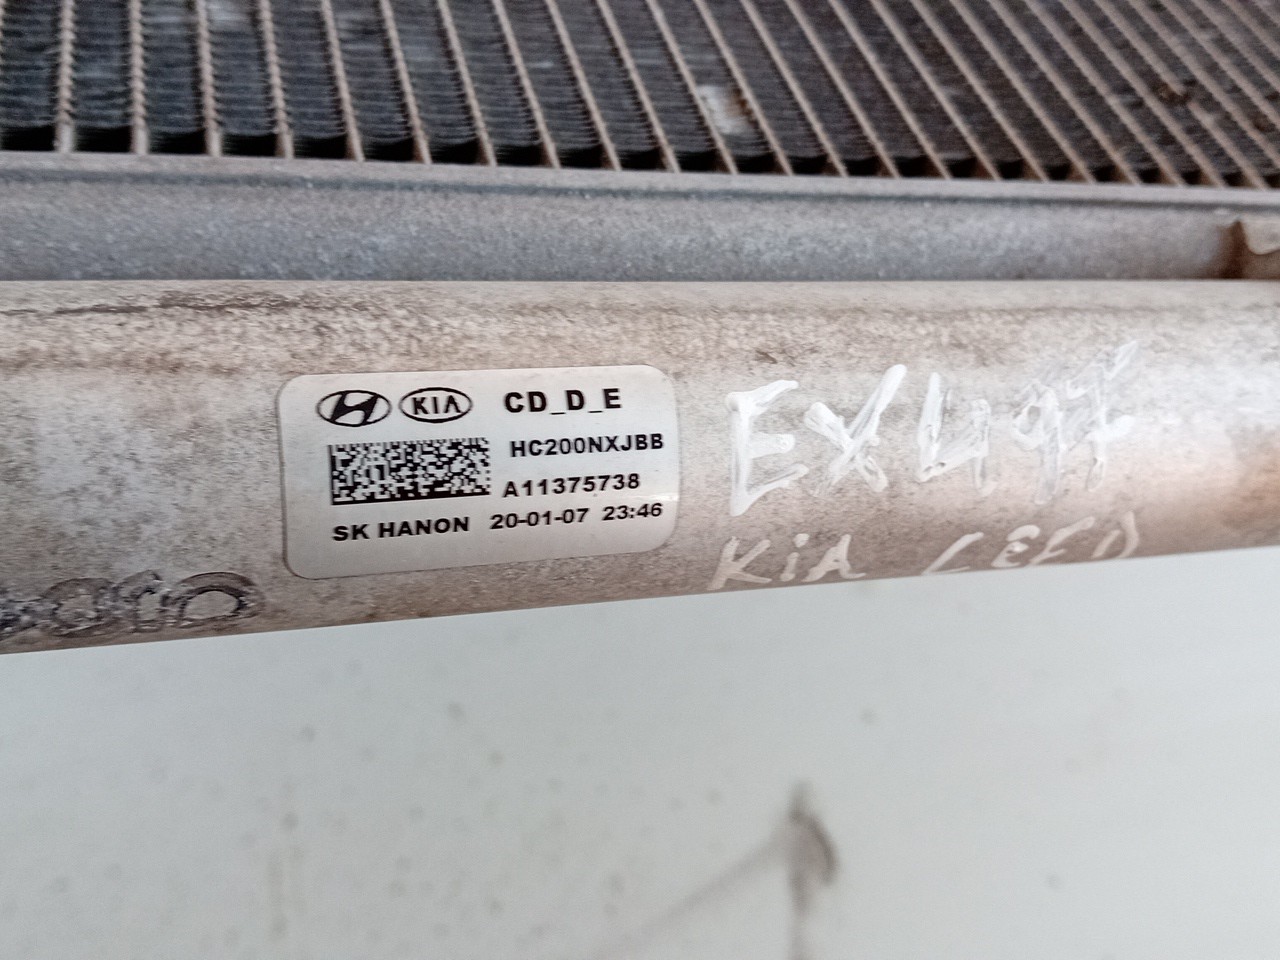 KIA CD_D_E
HC200NXJBB
A11375738
SK HANON 20-01-07 23:46
EX497
KiA CEED